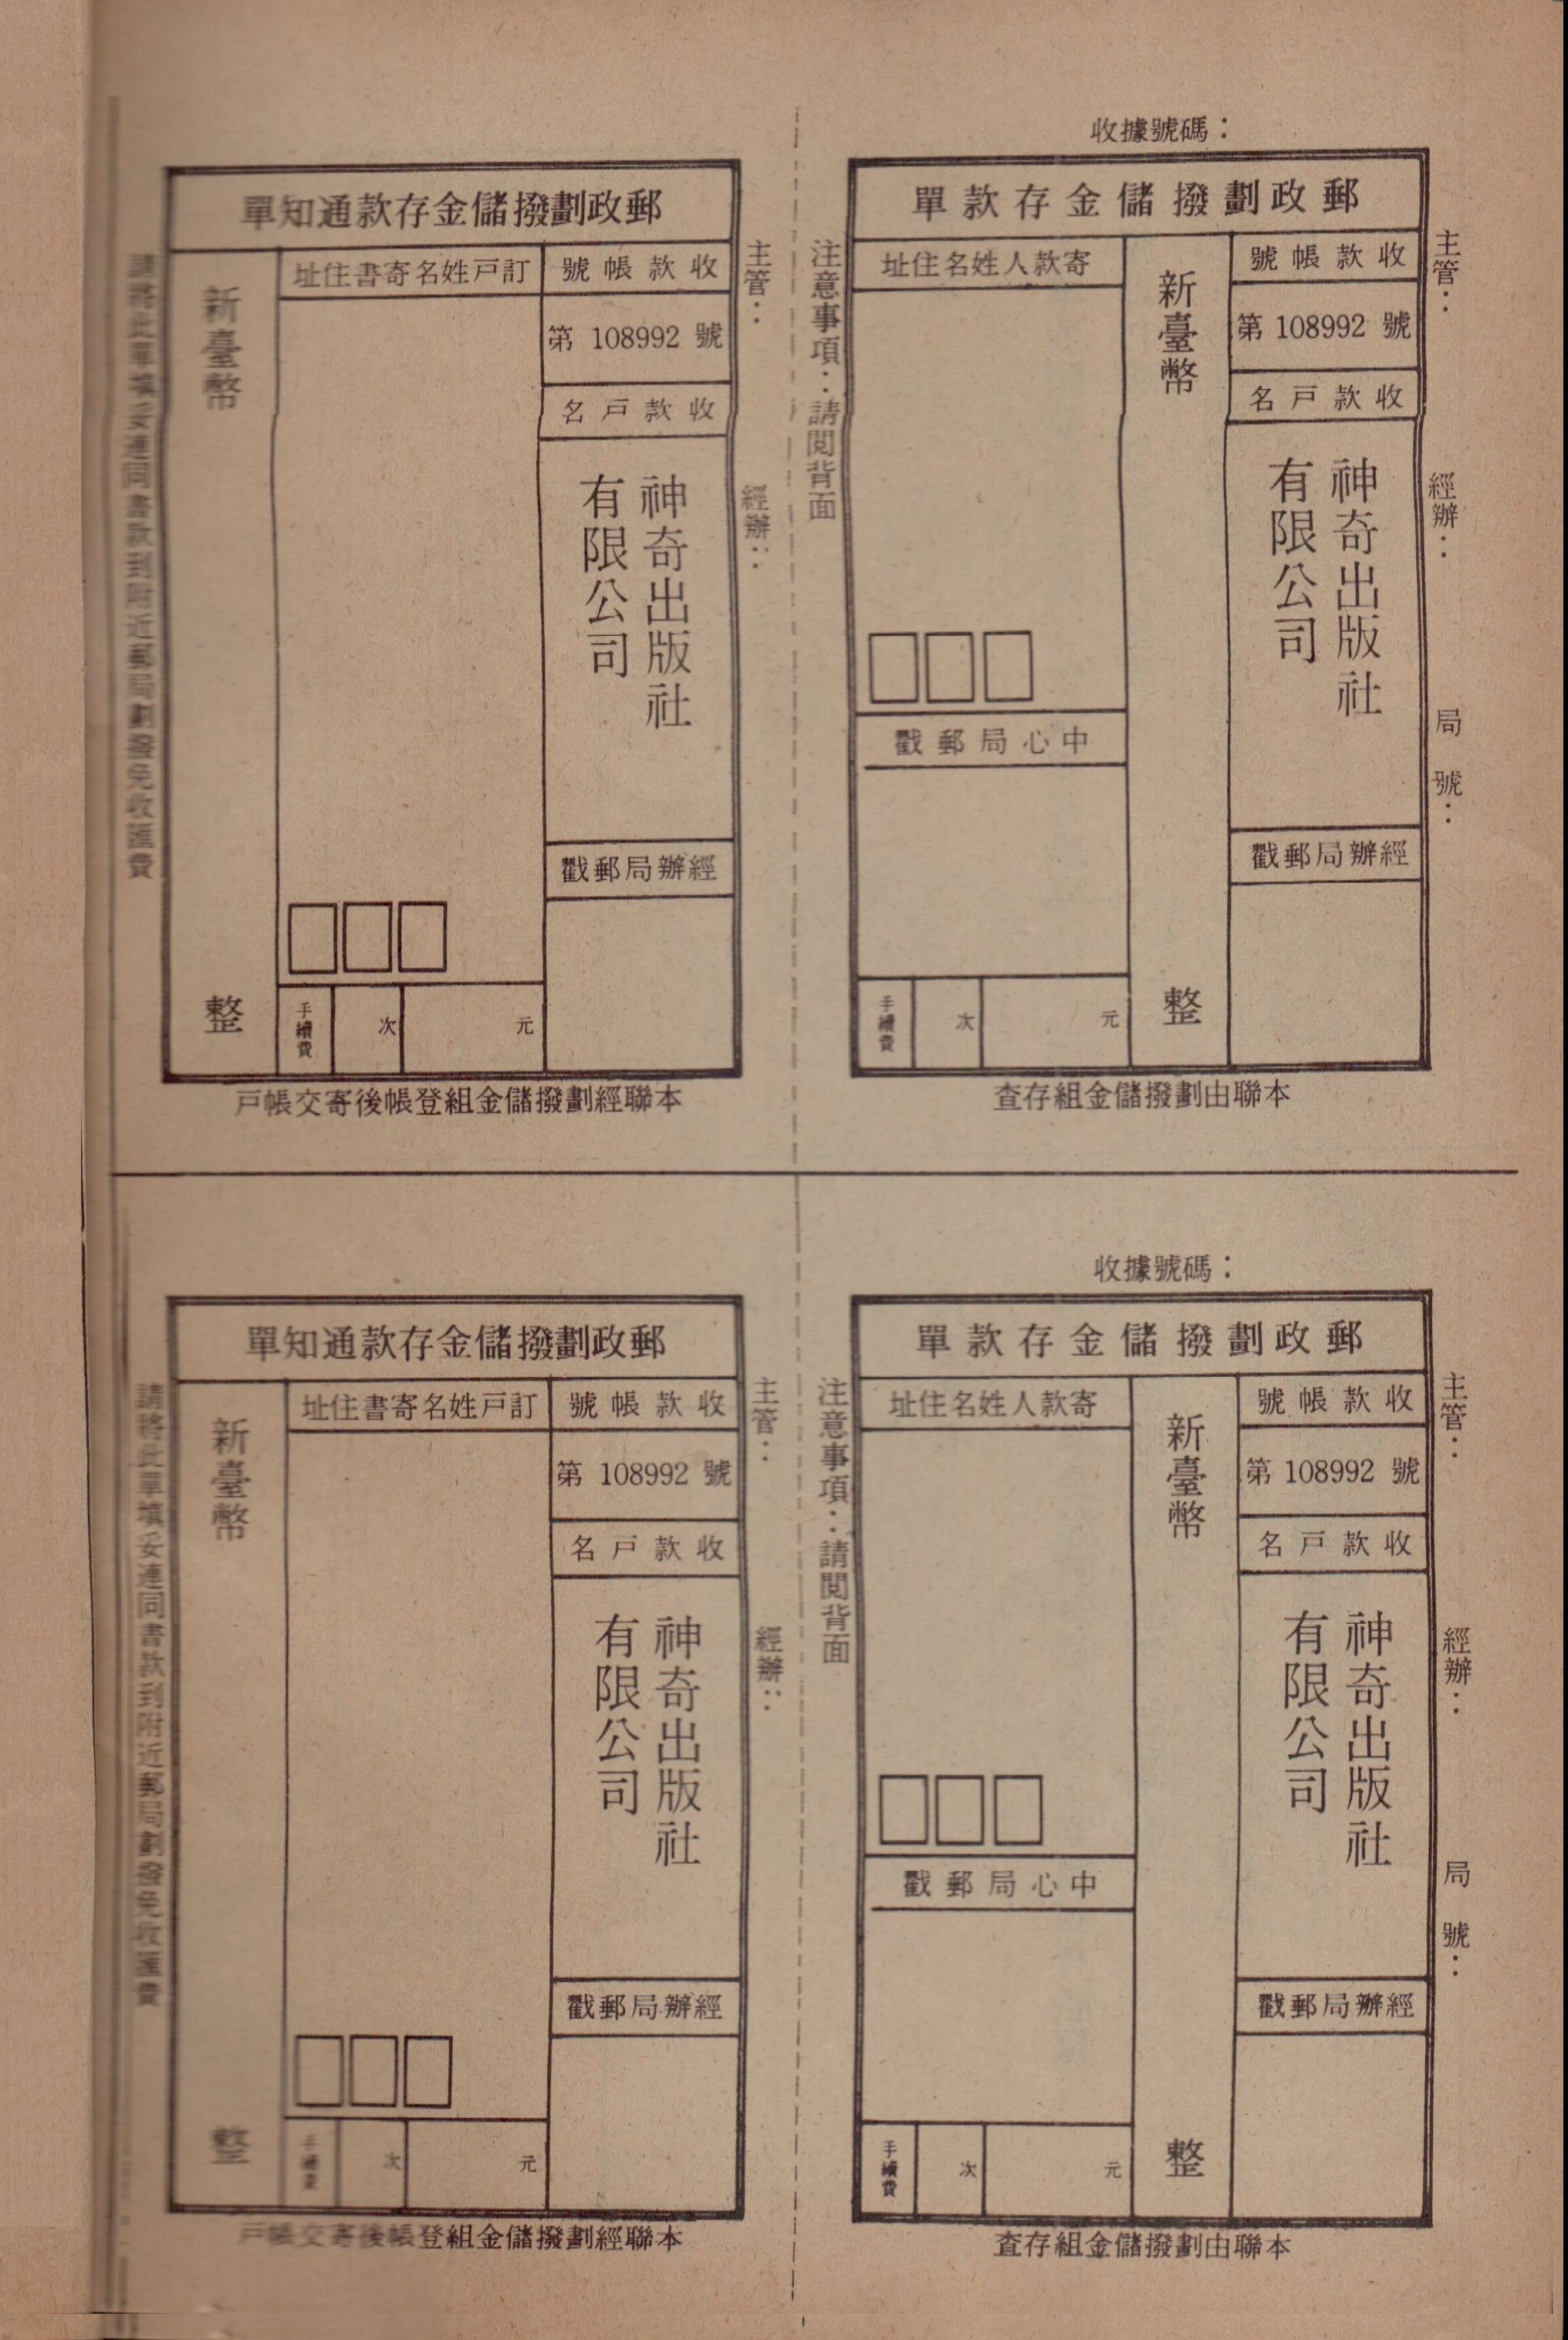 收據號碼：
郵政劃撥儲金存款單
主管：
經辦：
局號：
收款帳號
第 108992 號
收款戶名
神奇出版社
有限公司
經辦局郵戳
新臺幣
整
寄款人姓名住址
中心局郵戳
手續費
次
元
本聯由劃撥儲金組存查
注意事項：請閱背面
郵政劃撥儲金存款通知單
主管：
經辦：
收款帳號
第 108992 號
收款戶名
神奇出版社
有限公司
經辦局郵戳
訂戶姓名寄書住址
手續費
次
元
新臺幣
整
本聯經劃撥儲金組登帳後寄交帳戶
請將此單填妥連同書款到附近郵局劃撥免收匯費
收據號碼：
郵政劃撥儲金存款單
主管：
經辦：
局號：
收款帳號
第 108992 號
收款戶名
神奇出版社
有限公司
經辦局郵戳
新臺幣
整
寄款人姓名住址
中心局郵戳
手續費
次
元
本聯由劃撥儲金組存查
注意事項：請閱背面
郵政劃撥儲金存款通知單
主管：
經辦：
收款帳號
第 108992 號
收款戶名
神奇出版社
有限公司
經辦局郵戳
訂戶姓名寄書住址
手續費
次
元
新臺幣
整
本聯經劃撥儲金組登帳後寄交帳戶
請將此單填妥連同書款到附近郵局劃撥免收匯費